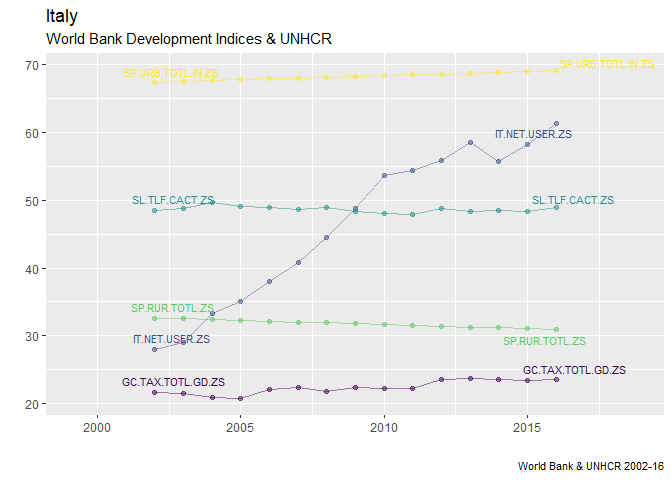 Italy
World Bank Development Indices & UNHCR
70
SP.URB.TOTL.IN.ZS
SP.URB.TOTL.IN.ZS
60
IT.NET.USER.ZS
50
SL.TLF.CACT.ZS
SL.TLF.CACT.ZS
40
30
SP.RUR.TOTL.ZS
IT.NET.USER.ZS
SP.RUR.TOTL.ZS
GC.TAX.TOTL.GD.ZS
GC.TAX.TOTL.GD.ZS
20
2000
2005
2010
2015
World Bank & UNHCR 2002-16